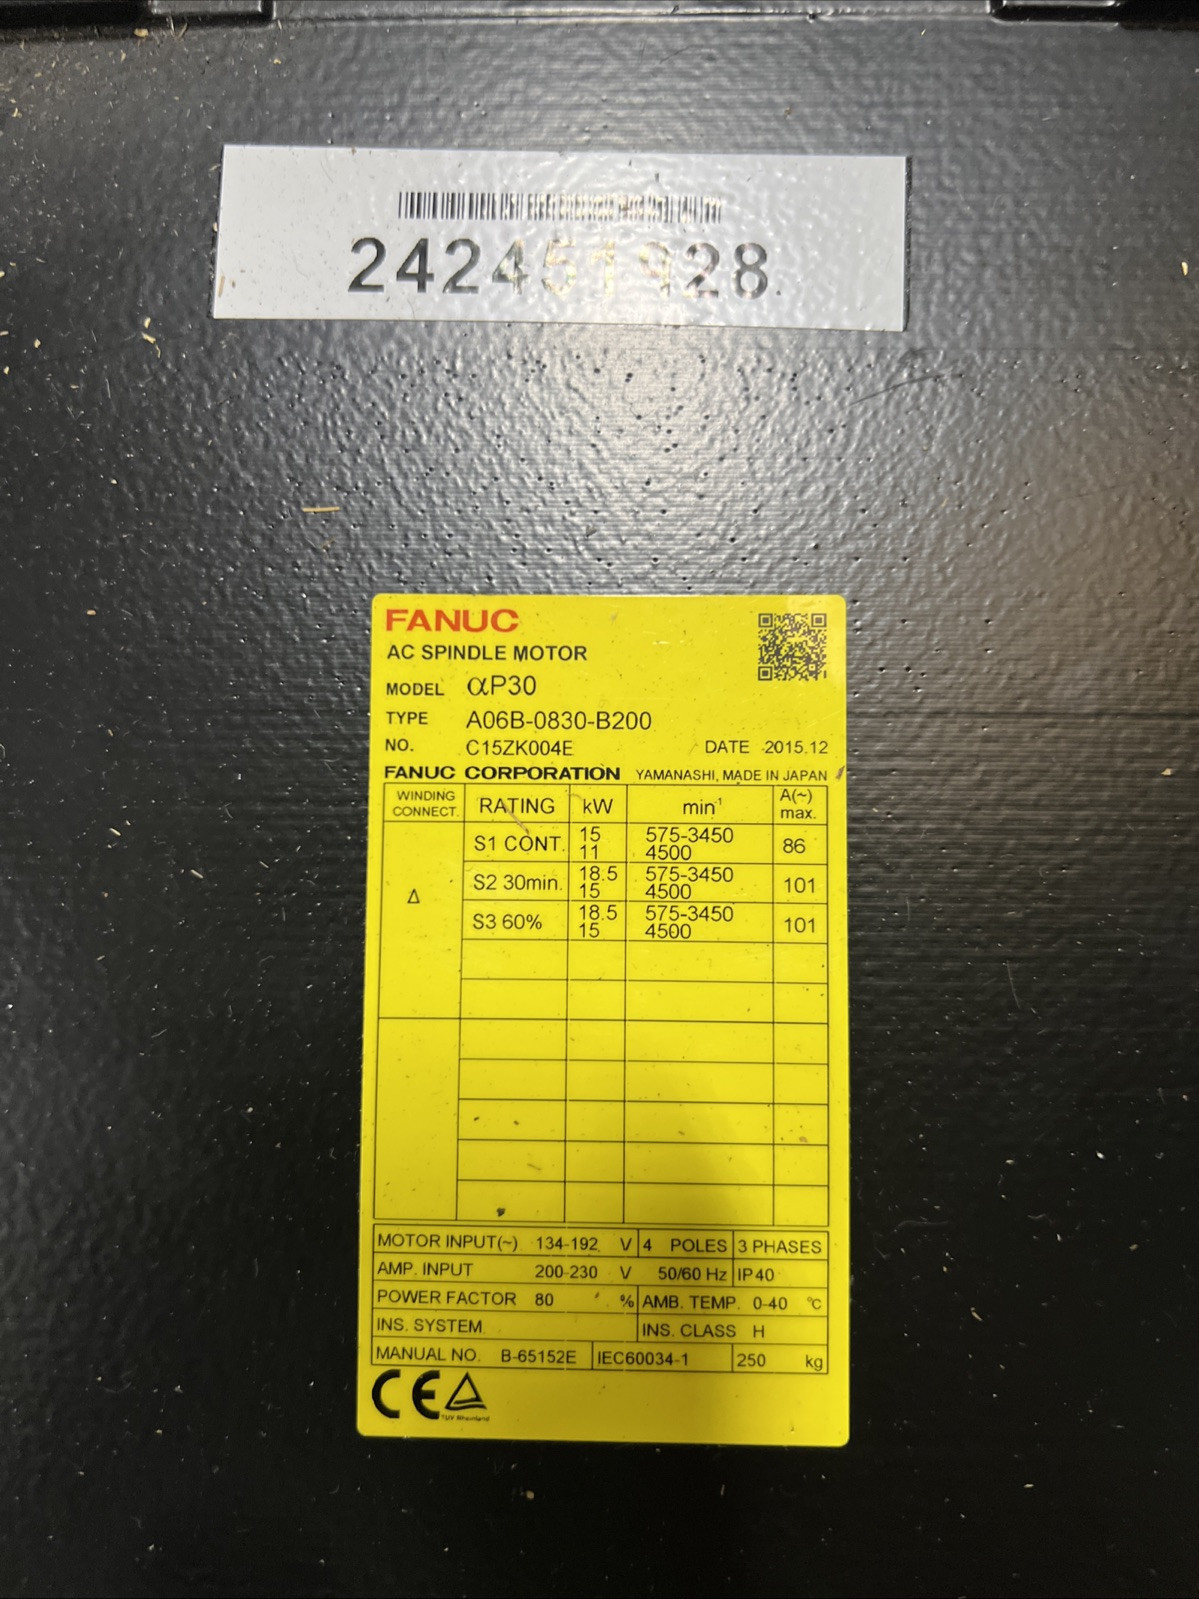 242451928
FANUC
AC SPINDLE MOTOR
MODEL αP30
TYPE A06B-0830-B200
NO. C15ZK004E DATE 2015.12
FANUC CORPORATION YAMANASHI, MADE IN JAPAN
WINDING CONNECT. RATING kW min⁻¹ A(~) max.
Δ
S1 CONT. 15 575-3450 86
11 4500
S2 30min. 18.5 575-3450 101
15 4500
S3 60% 18.5 575-3450 101
15 4500
MOTOR INPUT(~) 134-192 V 4 POLES 3 PHASES
AMP. INPUT 200-230 V 50/60 Hz IP40
POWER FACTOR 80 % AMB. TEMP. 0-40 °C
INS. SYSTEM INS. CLASS H
MANUAL NO. B-65152E IEC60034-1 250 kg
CE
TÜV Rheinland